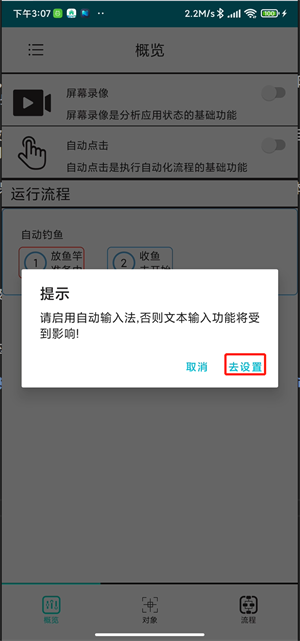 下午3:07
2.2M/s
100
概览
屏幕录像
屏幕录像是分析应用状态的基础功能
自动点击
自动点击是执行自动化流程的基础功能
运行流程
自动钓鱼
1 放鱼竿
2 收鱼
提示
请启用自动输入法,否则文本输入功能将受
到影响!
取消 去设置
概览 对象 流程